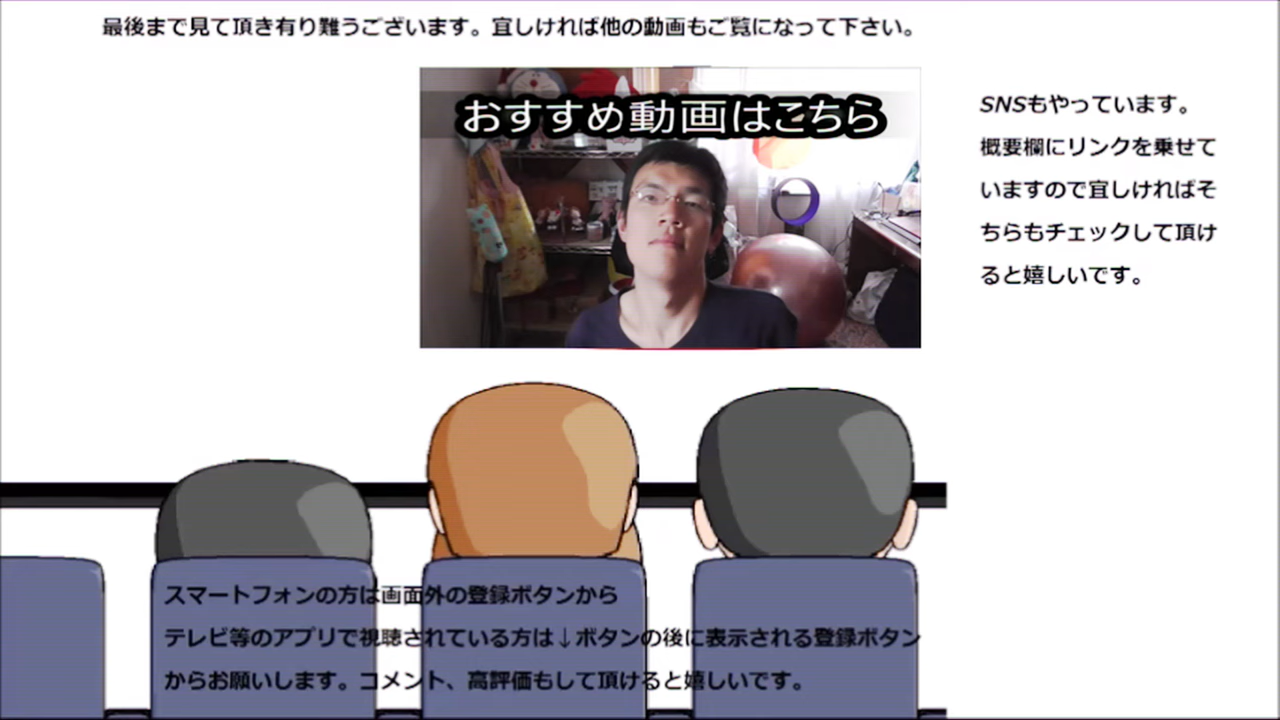 最後まで見て頂き有り難うございます。宜しければ他の動画もご覧になって下さい。
おすすめ動画はこちら
SNSもやっています。
概要欄にリンクを乗せて
いますので宜しければそ
ちらもチェックして頂け
ると嬉しいです。
スマートフォンの方は画面外の登録ボタンから
テレビ等のアプリで視聴されている方は↓ボタンの後に表示される登録ボタン
からお願いします。コメント、高評価もして頂けると嬉しいです。